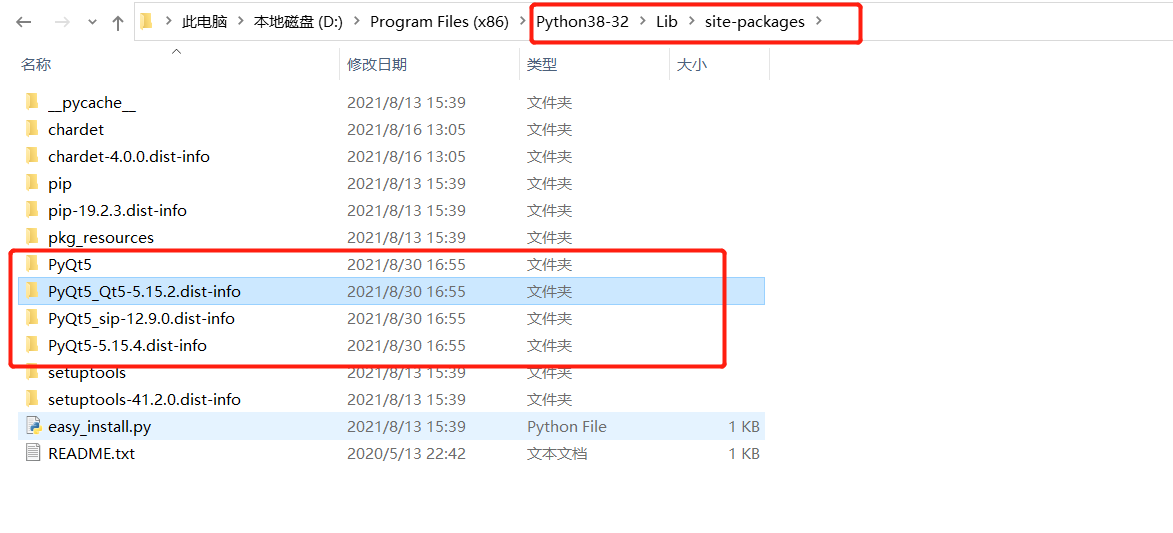 此电脑 本地磁盘 (D:) Program Files (x86) Python38-32 Lib site-packages
名称 修改日期 类型 大小
__pycache__ 2021/8/13 15:39 文件夹
chardet 2021/8/16 13:05 文件夹
chardet-4.0.0.dist-info 2021/8/16 13:05 文件夹
pip 2021/8/13 15:39 文件夹
pip-19.2.3.dist-info 2021/8/13 15:39 文件夹
pkg_resources 2021/8/13 15:39 文件夹
PyQt5 2021/8/30 16:55 文件夹
PyQt5_Qt5-5.15.2.dist-info 2021/8/30 16:55 文件夹
PyQt5_sip-12.9.0.dist-info 2021/8/30 16:55 文件夹
PyQt5-5.15.4.dist-info 2021/8/30 16:55 文件夹
setuptools 2021/8/13 15:39 文件夹
setuptools-41.2.0.dist-info 2021/8/13 15:39 文件夹
easy_install.py 2021/8/13 15:39 Python File 1 KB
README.txt 2020/5/13 22:42 文本文档 1 KB